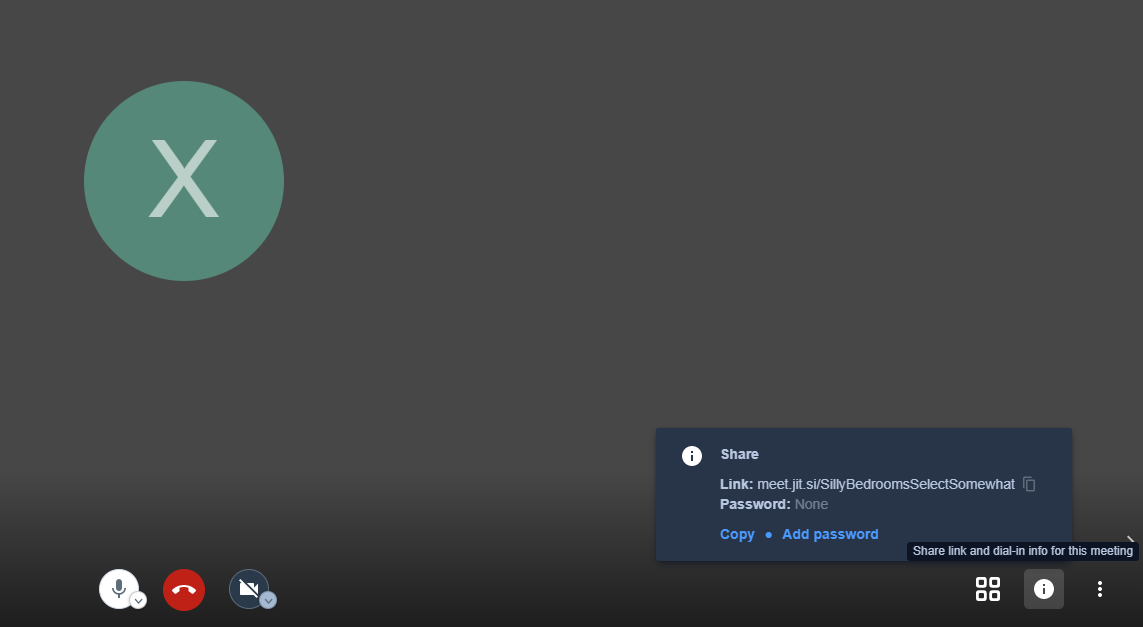 X
Share
Link: meet.jit.si/SillyBedroomsSelectSomewhat
Password: None
Copy • Add password
Share link and dial-in info for this meeting